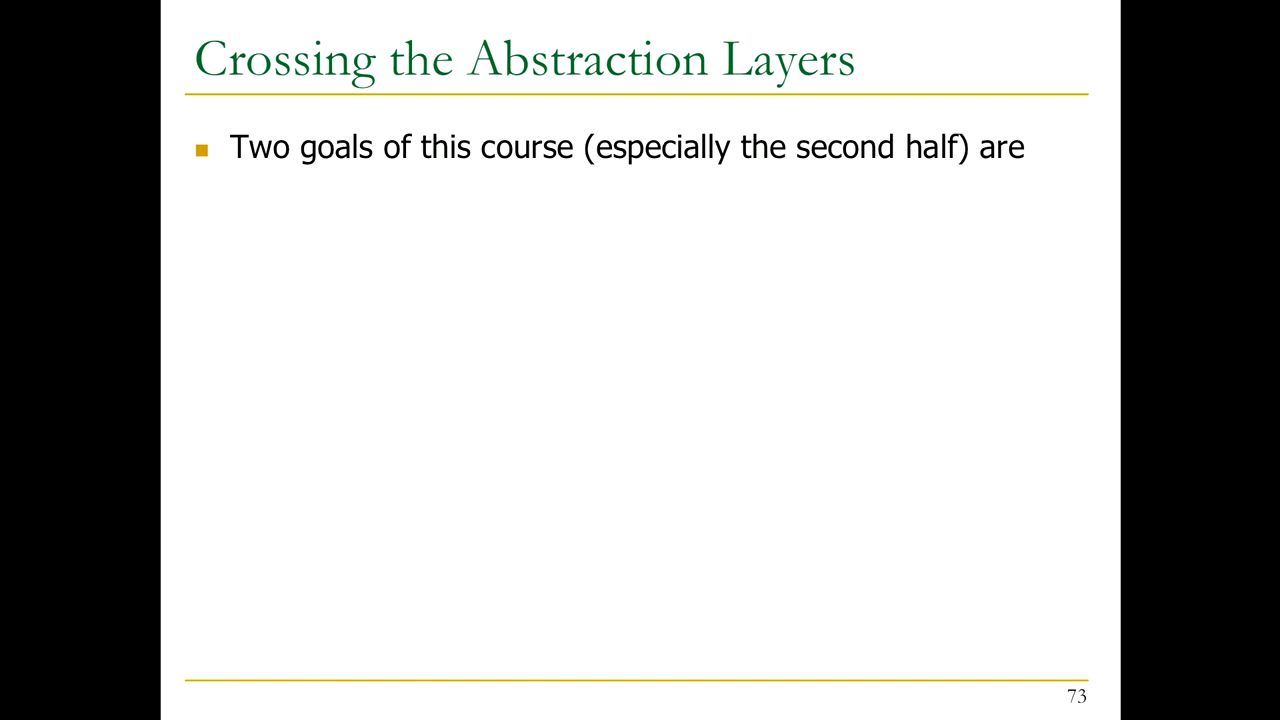 Crossing the Abstraction Layers
Two goals of this course (especially the second half) are
73